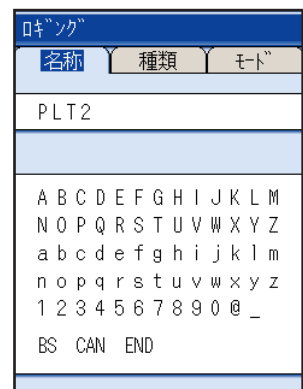 ﾛｷﾞﾝｸﾞ
名称 種類 ﾓｰﾄﾞ
PLT2
A B C D E F G H I J K L M
N O P Q R S T U V W X Y Z
a b c d e f g h i j k l m
n o p q r s t u v w x y z
1 2 3 4 5 6 7 8 9 0 @ _
BS CAN END